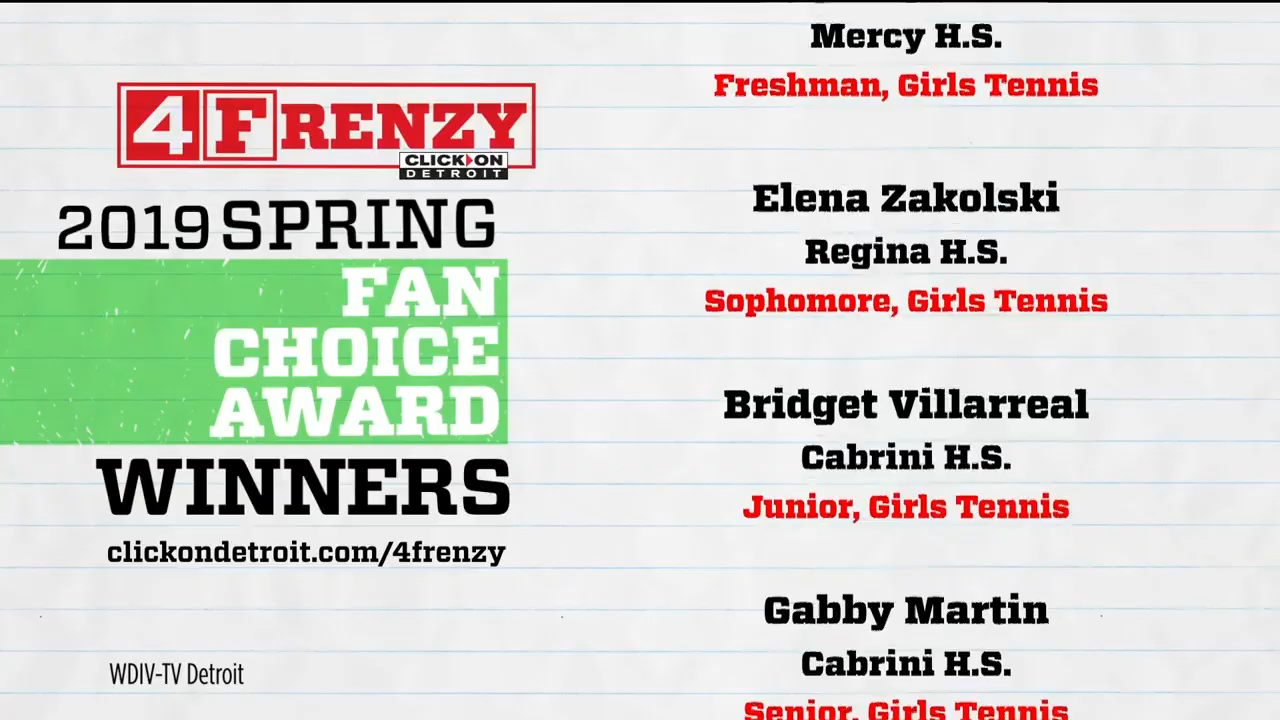 4FRENZY
CLICK ON
DETROIT
2019 SPRING
FAN
CHOICE
AWARD
WINNERS
clickondetroit.com/4frenzy
WDIV-TV Detroit
Mercy H.S.
Freshman, Girls Tennis
Elena Zakolski
Regina H.S.
Sophomore, Girls Tennis
Bridget Villarreal
Cabrini H.S.
Junior, Girls Tennis
Gabby Martin
Cabrini H.S.
Senior, Girls Tennis